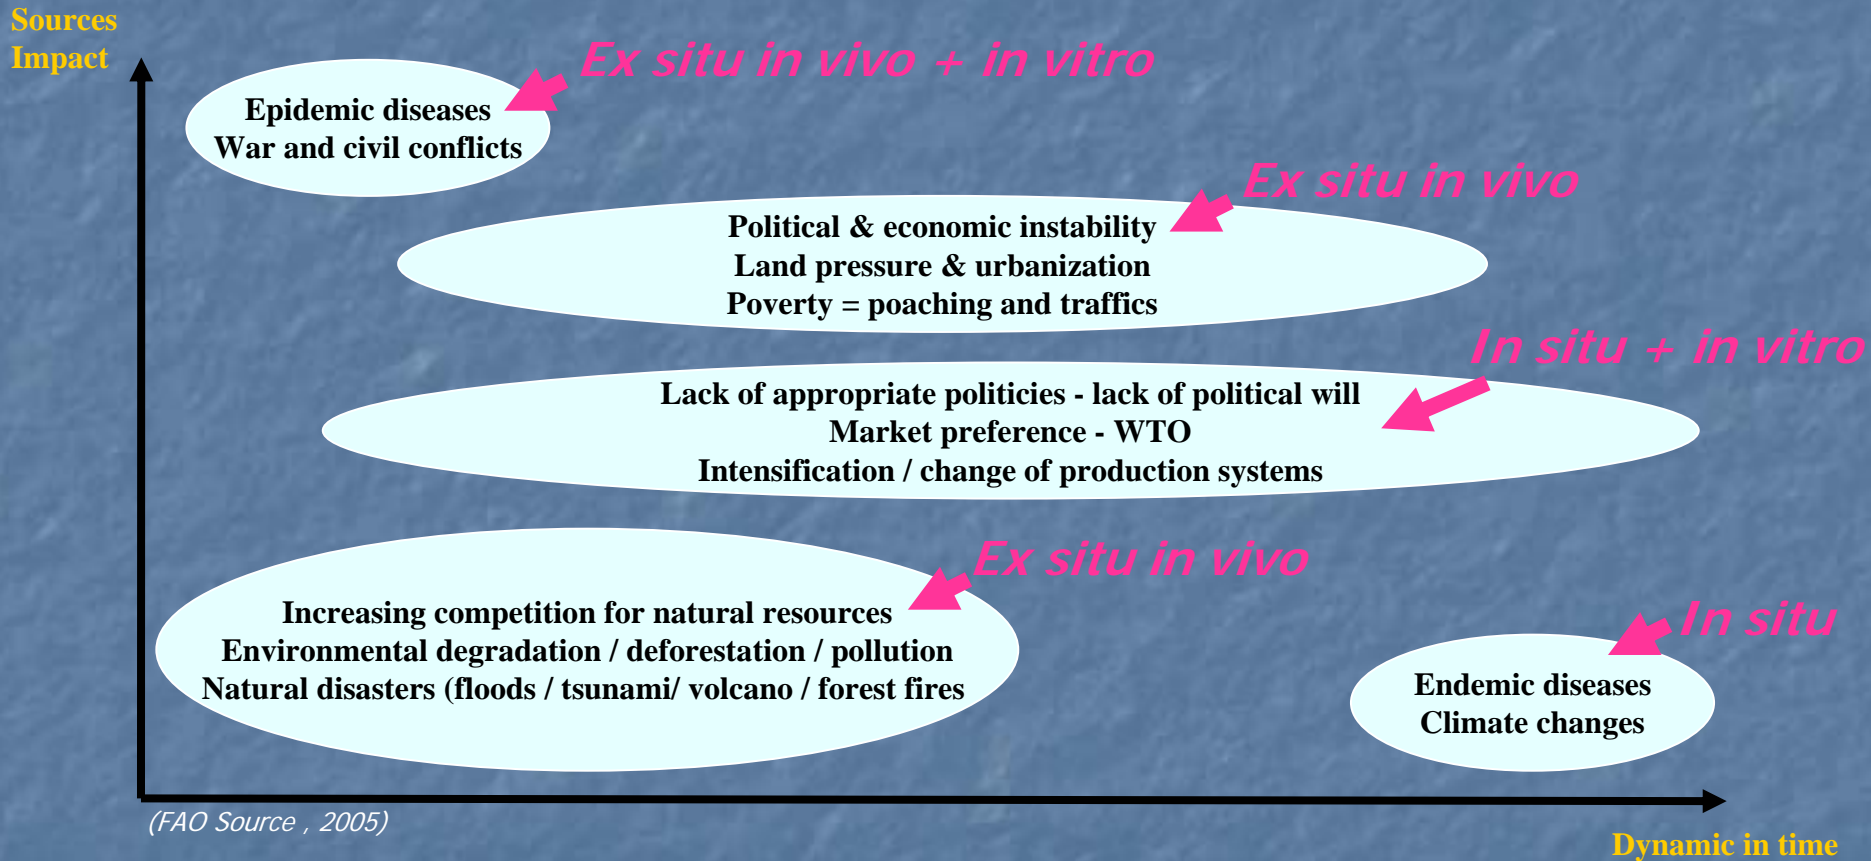 Sources
Impact
Ex situ in vivo + in vitro
Epidemic diseases
War and civil conflicts
Ex situ in vivo
Political & economic instability
Land pressure & urbanization
Poverty = poaching and traffics
In situ + in vitro
Lack of appropriate politicies - lack of political will
Market preference - WTO
Intensification / change of production systems
Ex situ in vivo
Increasing competition for natural resources
Environmental degradation / deforestation / pollution
Natural disasters (floods / tsunami/ volcano / forest fires
In situ
Endemic diseases
Climate changes
(FAO Source , 2005)
Dynamic in time